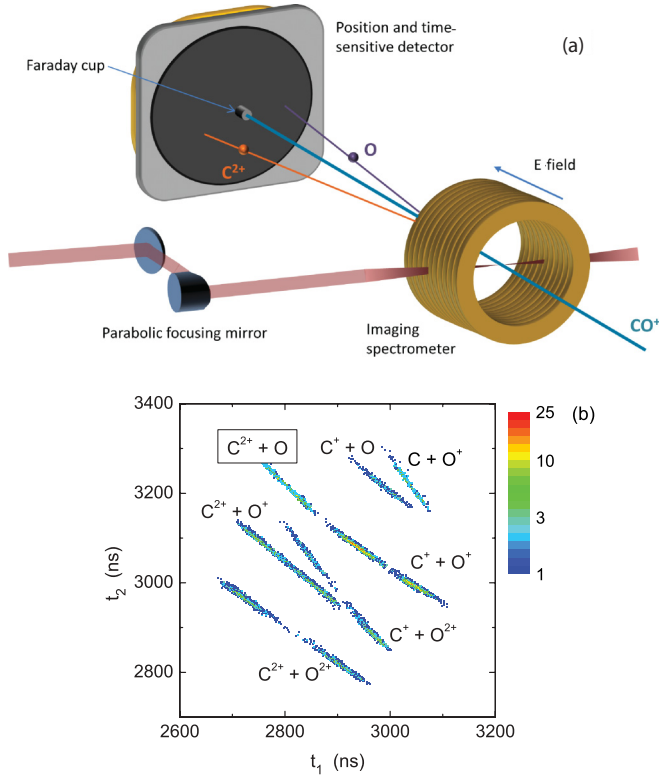 Position and time-
sensitive detector
(a)
Faraday cup
O
E field
C²⁺
Parabolic focusing mirror
Imaging
spectrometer
CO⁺
3400
(b)
25
C²⁺ + O
C⁺ + O
C + O⁺
10
3200
C²⁺ + O⁺
3
C⁺ + O⁺
1
3000
t₂ (ns)
C⁺ + O²⁺
C²⁺ + O²⁺
2800
2600
2800
3000
3200
t₁ (ns)